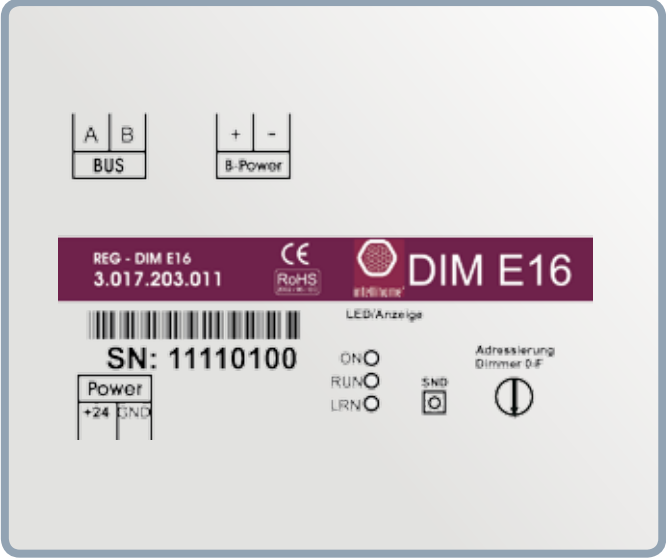 A B
+ -
BUS
B-Power
REG - DIM E16
3.017.203.011
CE
RoHS
intellihome
DIM E16
LED/Anzeige
SN: 11110100
ON
RUN
LRN
SND
Adressierung
Dimmer 0-F
Power
+24 GND